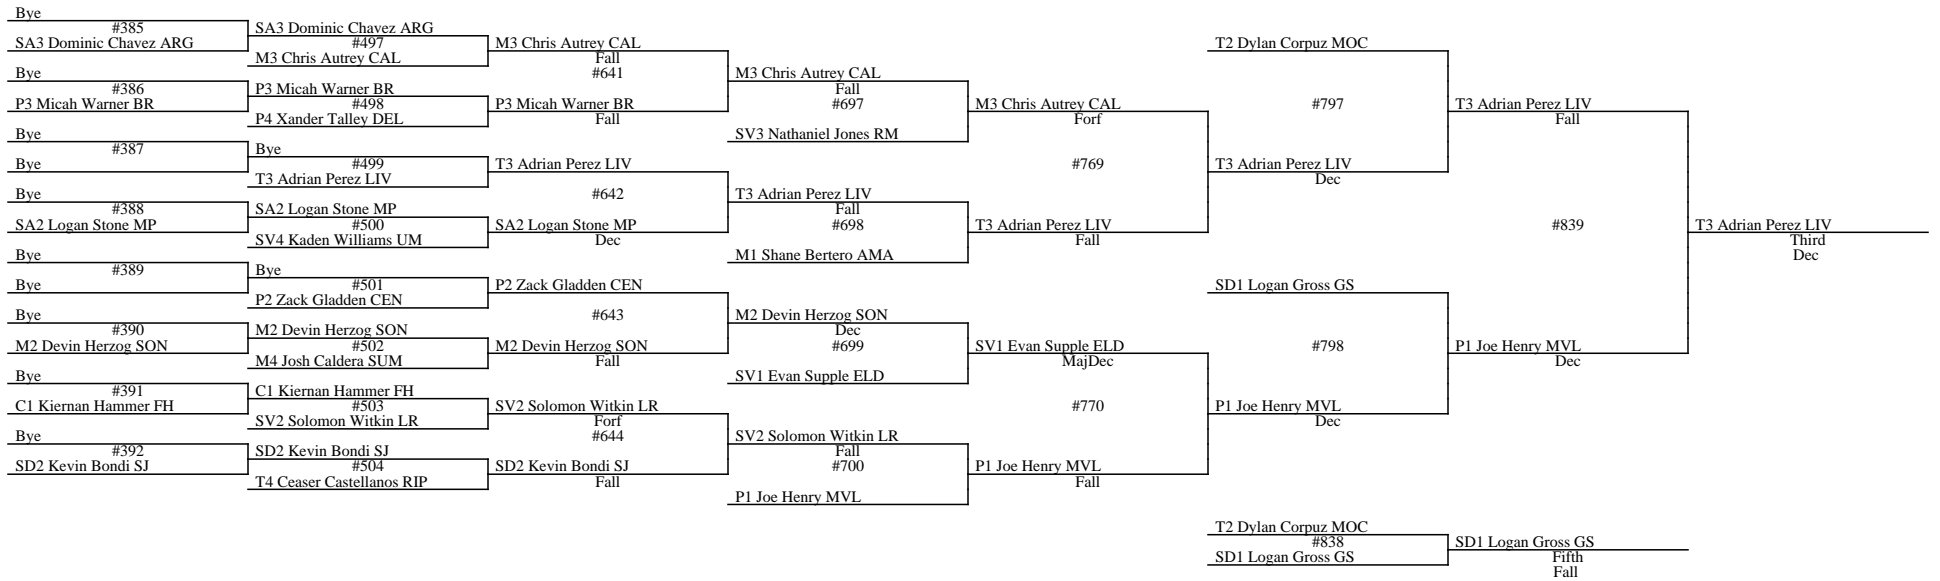 Bye
#385
SA3 Dominic Chavez ARG
Bye
#386
P3 Micah Warner BR
Bye
#387
Bye
Bye
#388
SA2 Logan Stone MP
Bye
#389
Bye
Bye
#390
M2 Devin Herzog SON
Bye
#391
C1 Kiernan Hammer FH
Bye
#392
SD2 Kevin Bondi SJ
SA3 Dominic Chavez ARG
#497
M3 Chris Autrey CAL
P3 Micah Warner BR
#498
P4 Xander Talley DEL
Bye
#499
T3 Adrian Perez LIV
SA2 Logan Stone MP
#500
SV4 Kaden Williams UM
Bye
#501
P2 Zack Gladden CEN
M2 Devin Herzog SON
#502
M4 Josh Caldera SUM
C1 Kiernan Hammer FH
#503
SV2 Solomon Witkin LR
SD2 Kevin Bondi SJ
#504
T4 Ceaser Castellanos RIP
M3 Chris Autrey CAL
Fall
#641
P3 Micah Warner BR
Fall
T3 Adrian Perez LIV
#642
SA2 Logan Stone MP
Dec
P2 Zack Gladden CEN
#643
M2 Devin Herzog SON
Fall
SV2 Solomon Witkin LR
Forf
#644
SD2 Kevin Bondi SJ
Fall
M3 Chris Autrey CAL
Fall
#697
SV3 Nathaniel Jones RM
T3 Adrian Perez LIV
Fall
#698
M1 Shane Bertero AMA
M2 Devin Herzog SON
Dec
#699
SV1 Evan Supple ELD
SV2 Solomon Witkin LR
Fall
#700
P1 Joe Henry MVL
M3 Chris Autrey CAL
Forf
#769
T3 Adrian Perez LIV
Fall
SV1 Evan Supple ELD
MajDec
#770
P1 Joe Henry MVL
Fall
T2 Dylan Corpuz MOC
#797
T3 Adrian Perez LIV
Dec
SD1 Logan Gross GS
#798
P1 Joe Henry MVL
Dec
T3 Adrian Perez LIV
Fall
#839
P1 Joe Henry MVL
Dec
T3 Adrian Perez LIV
Third
Dec
T2 Dylan Corpuz MOC
#838
SD1 Logan Gross GS
SD1 Logan Gross GS
Fifth
Fall